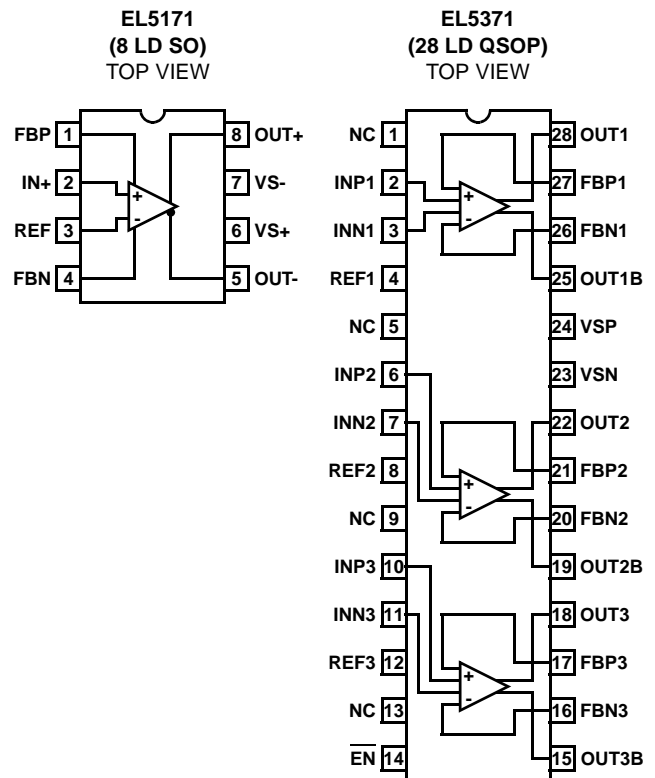 EL5171
(8 LD SO)
TOP VIEW
FBP 1
8 OUT+
IN+ 2
7 VS-
REF 3
6 VS+
FBN 4
5 OUT-
+
-
EL5371
(28 LD QSOP)
TOP VIEW
NC 1
28 OUT1
INP1 2
27 FBP1
INN1 3
26 FBN1
REF1 4
25 OUT1B
NC 5
24 VSP
INP2 6
23 VSN
INN2 7
22 OUT2
REF2 8
21 FBP2
NC 9
20 FBN2
INP3 10
19 OUT2B
INN3 11
18 OUT3
REF3 12
17 FBP3
NC 13
16 FBN3
EN 14
15 OUT3B
+
-
+
-
+
-